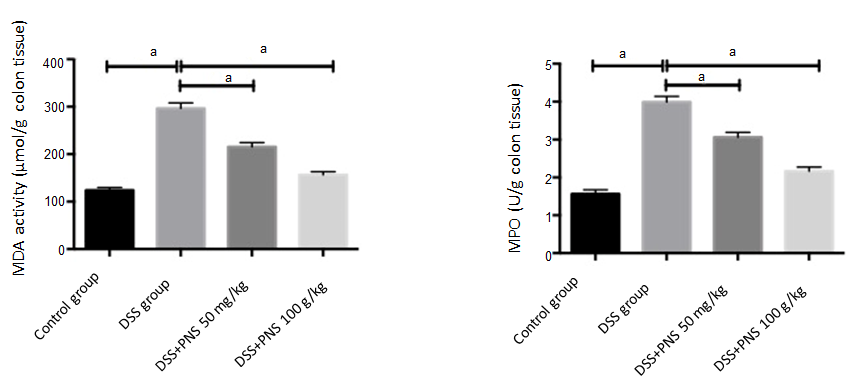 MDA activity (µmol/g colon tissue)
400
300
200
100
0
a
a
a
Control group
DSS group
DSS+PNS 50 mg/kg
DSS+PNS 100 g/kg
MPO (U/g colon tissue)
5
4
3
2
1
0
a
a
a
Control group
DSS group
DSS+PNS 50 mg/kg
DSS+PNS 100 g/kg